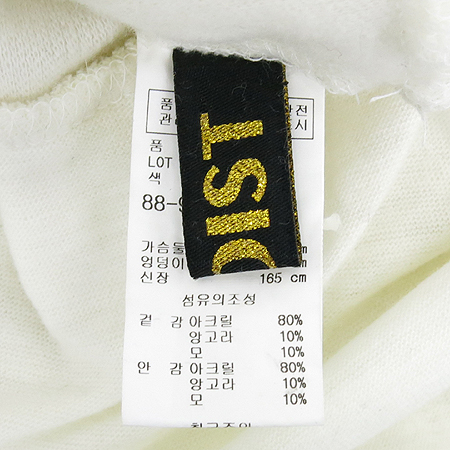 품
관
전
시
품
LOT
색
88-9
가슴둘
엉덩이
신장 165 cm
섬유의조성
겉 감 아크릴 80%
앙고라 10%
모 10%
안 감 아크릴 80%
앙고라 10%
모 10%
DIST